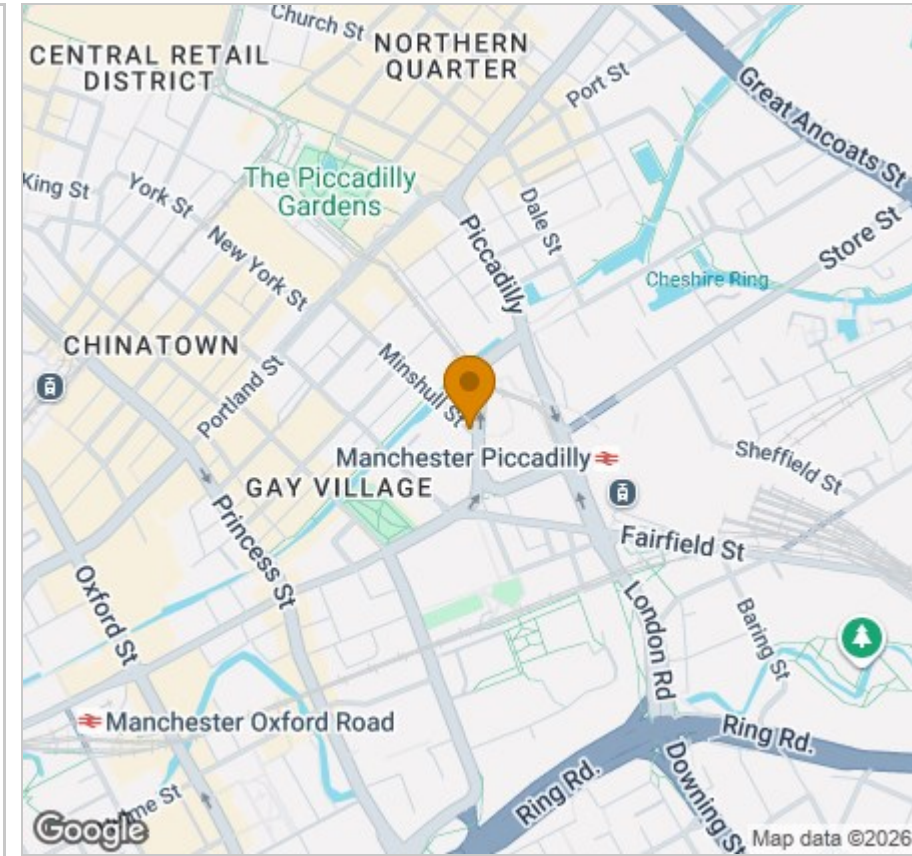 Church St
CENTRAL RETAIL
DISTRICT
NORTHERN
QUARTER
Port St
Great Ancoats St
King St
York St
The Piccadilly
Gardens
Dale St
Piccadilly
Store St
New York St
Cheshire Ring
CHINATOWN
Minshull St
Portland St
Manchester Piccadilly
Sheffield St
GAY VILLAGE
Princess St
Fairfield St
Oxford St
London Rd
Baring St
Manchester Oxford Road
Ring Rd.
Ring Rd.
Downing St
Google
Map data ©2026